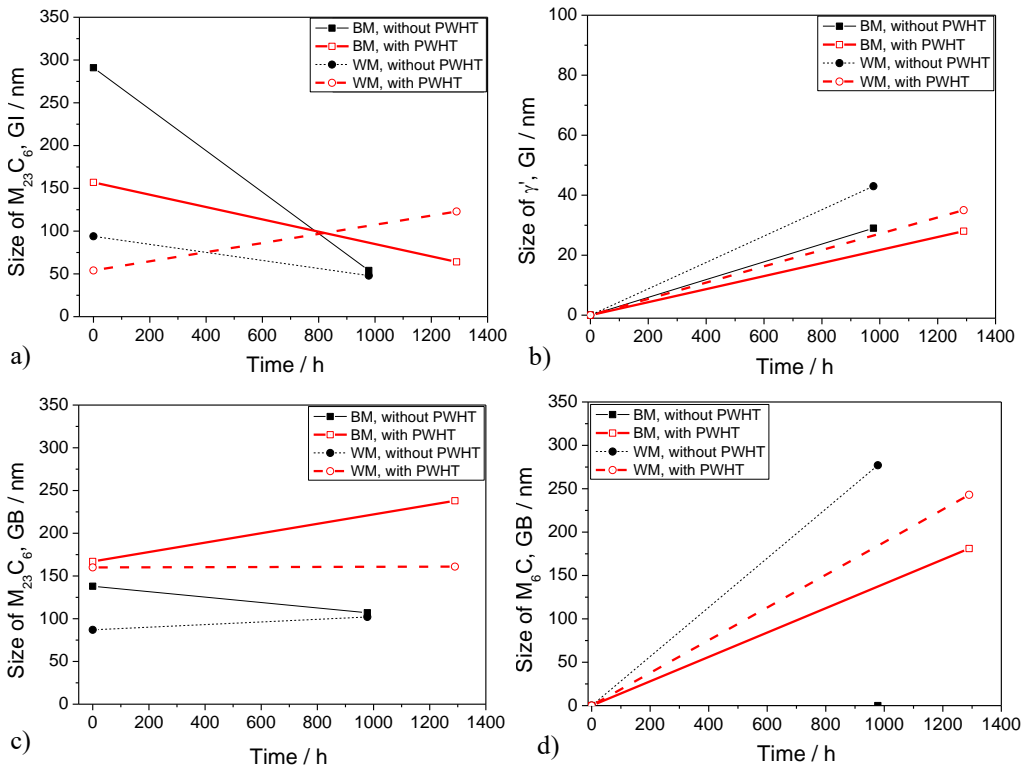 350
300
250
200
150
100
50
0
Size of M23C6, GI / nm
BM, without PWHT
BM, with PWHT
WM, without PWHT
WM, with PWHT
0 200 400 600 800 1000 1200 1400
Time / h
a)
100
80
60
40
20
0
Size of γ', GI / nm
BM, without PWHT
BM, with PWHT
WM, without PWHT
WM, with PWHT
0 200 400 600 800 1000 1200 1400
Time / h
b)
350
300
250
200
150
100
50
0
Size of M23C6, GB / nm
BM, without PWHT
BM, with PWHT
WM, without PWHT
WM, with PWHT
0 200 400 600 800 1000 1200 1400
Time / h
c)
350
300
250
200
150
100
50
0
Size of M6C, GB / nm
BM, without PWHT
BM, with PWHT
WM, without PWHT
WM, with PWHT
0 200 400 600 800 1000 1200 1400
Time / h
d)